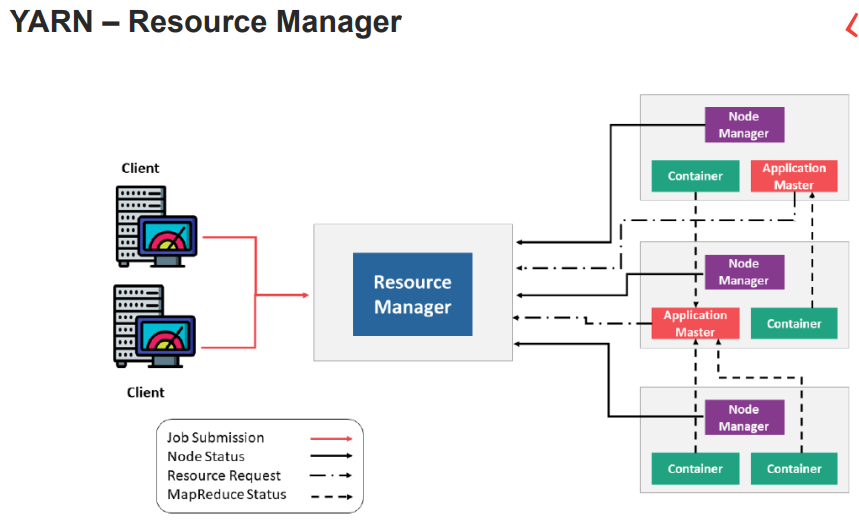 YARN – Resource Manager
Client
Client
Job Submission
Node Status
Resource Request
MapReduce Status
Resource
Manager
Node
Manager
Container
Application
Master
Node
Manager
Application
Master
Container
Node
Manager
Container
Container